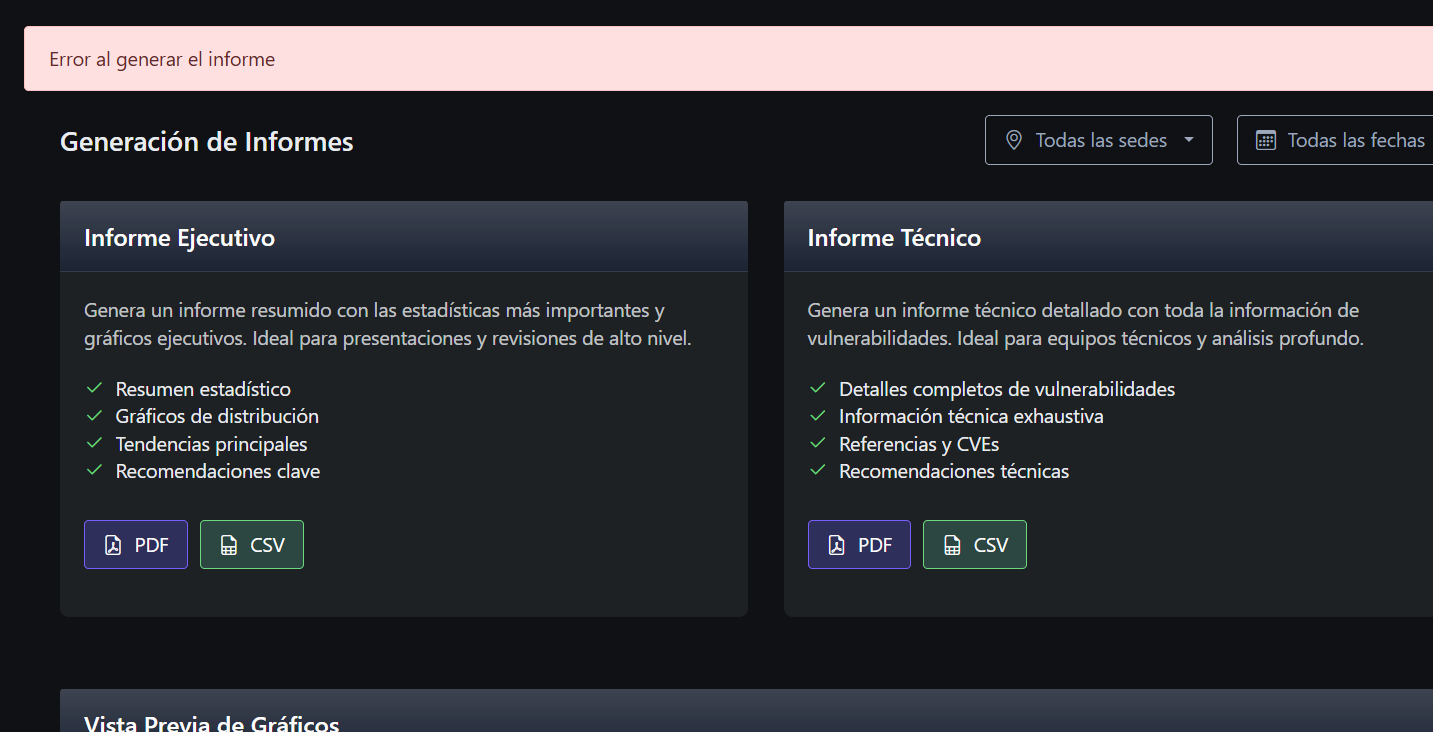 Error al generar el informe
Generación de Informes
Todas las sedes
Todas las fechas
Informe Ejecutivo
Genera un informe resumido con las estadísticas más importantes y
gráficos ejecutivos. Ideal para presentaciones y revisiones de alto nivel.
Resumen estadístico
Gráficos de distribución
Tendencias principales
Recomendaciones clave
PDF
CSV
Informe Técnico
Genera un informe técnico detallado con toda la información de
vulnerabilidades. Ideal para equipos técnicos y análisis profundo.
Detalles completos de vulnerabilidades
Información técnica exhaustiva
Referencias y CVEs
Recomendaciones técnicas
PDF
CSV
Vista Previa de Gráficos